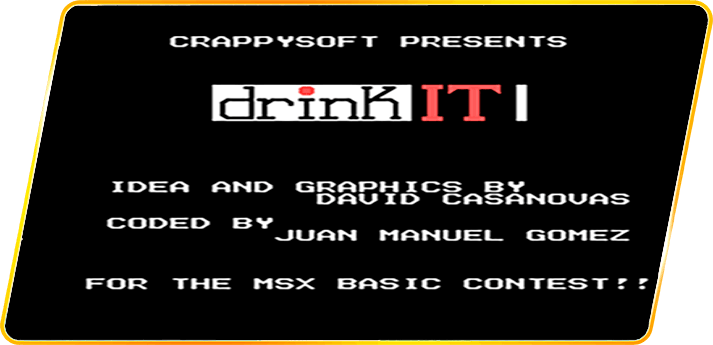 CRAPPYSOFT PRESENTS
drinK IT
IDEA AND GRAPHICS BY
DAVID CASANOVAS
CODED BY
JUAN MANUEL GOMEZ
FOR THE MSX BASIC CONTEST!!